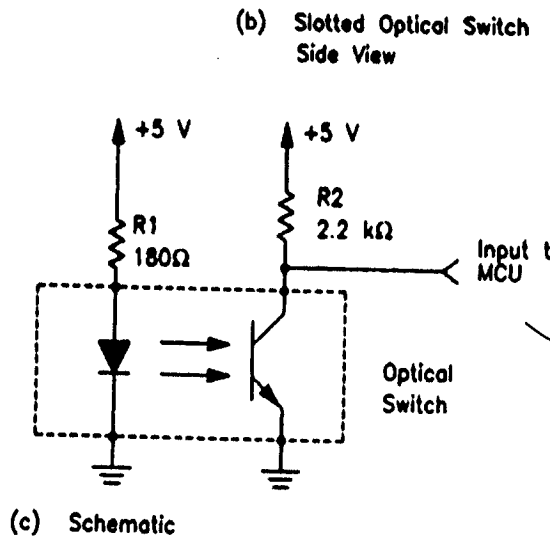 (b) Slotted Optical Switch
Side View
+5 V
+5 V
R1
180Ω
R2
2.2 kΩ
Input t
MCU
Optical
Switch
(c) Schematic